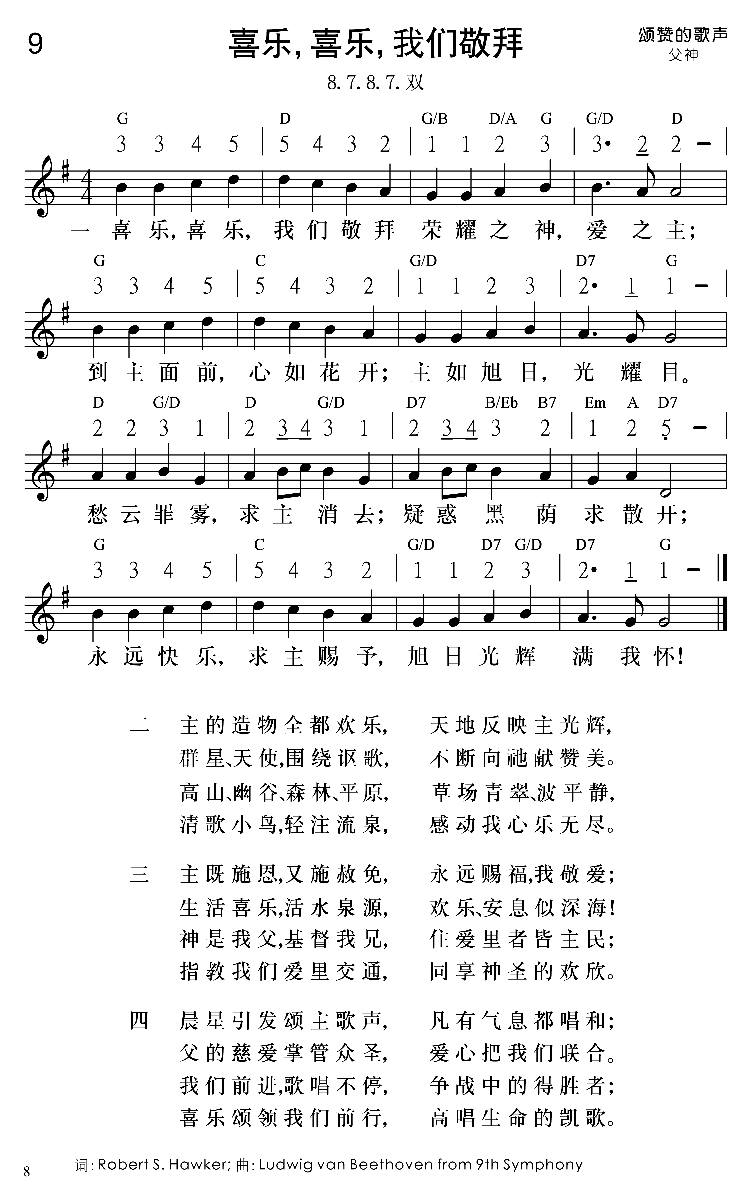 9
喜乐, 喜乐, 我们敬拜
颂赞的歌声
父神
8. 7. 8. 7. 双
G D G/B D/A G G/D D
3 3 4 5 | 5 4 3 2 | 1 1 2 3 | 3• 2 2 – |
4
4
一 喜 乐, 喜 乐, 我 们 敬 拜 荣 耀 之 神, 爱 之 主;
G C G/D D7 G
3 3 4 5 | 5 4 3 2 | 1 1 2 3 | 2• 1 1 – |
到 主 面 前, 心 如 花 开; 主 如 旭 日, 光 耀 目。
D G/D D G/D D7 B/Eb B7 Em A D7
2 2 3 1 | 2 3 4 3 1 | 2 3 4 3 2 | 1 2 5 – |
愁 云 罪 雾, 求 主 消 去; 疑 惑 黑 荫 求 散 开;
G C G/D D7 G/D D7 G
3 3 4 5 | 5 4 3 2 | 1 1 2 3 | 2• 1 1 – ‖
永 远 快 乐, 求 主 赐 予, 旭 日 光 辉 满 我 怀!
二 主的造物全都欢乐, 天地反映主光辉,
群星、天使,围绕讴歌, 不断向祂献赞美。
高山、幽谷、森林、平原, 草场青翠、波平静,
清歌小鸟,轻注流泉, 感动我心乐无尽。
三 主既施恩,又施赦免, 永远赐福,我敬爱;
生活喜乐,活水泉源, 欢乐、安息似深海!
神是我父,基督我兄, 住爱里者皆主民;
指教我们爱里交通, 同享神圣的欢欣。
四 晨星引发颂主歌声, 凡有气息都唱和;
父的慈爱掌管众圣, 爱心把我们联合。
我们前进,歌唱不停, 争战中的得胜者;
喜乐颂领我们前行, 高唱生命的凯歌。
词: Robert S. Hawker; 曲: Ludwig van Beethoven from 9th Symphony
8